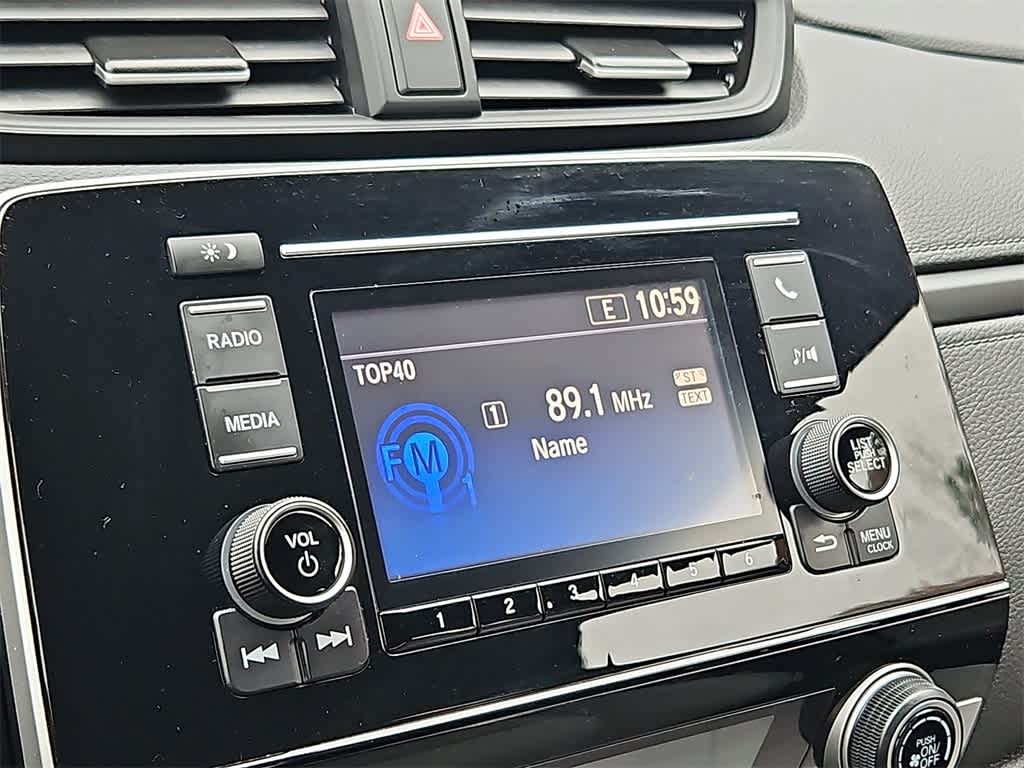 E 10:59
RADIO
TOP40
ST
1 89.1 MHz
TEXT
MEDIA
Name
FM
1
LIST
PUSH
SELECT
VOL
MENU
CLOCK
1 2 3 4 5 6
PUSH
ON/
OFF